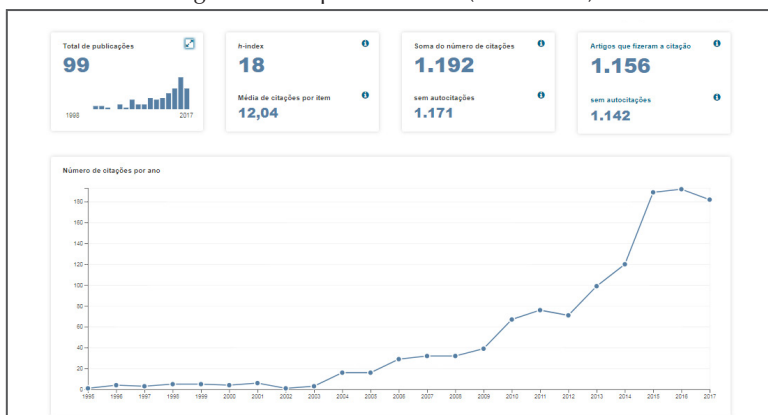 Total de publicações
99
1998
2017
h-index
18
Média de citações por item
12,04
Soma do número de citações
1.192
sem autocitações
1.171
Artigos que fizeram a citação
1.156
sem autocitações
1.142
Número de citações por ano
180
160
140
120
100
80
60
40
20
0
1995 1996 1997 1998 1999 2000 2001 2002 2003 2004 2005 2006 2007 2008 2009 2010 2011 2012 2013 2014 2015 2016 2017